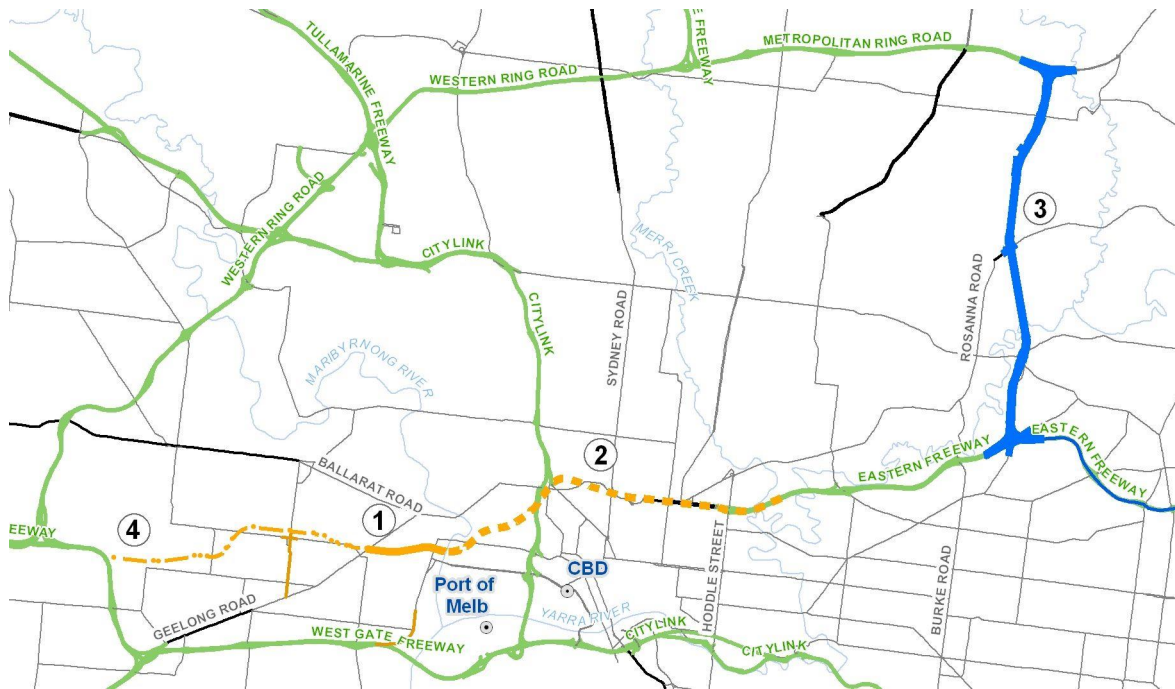 TULLAMARINE FREEWAY
E FREEWAY
METROPOLITAN RING ROAD
WESTERN RING ROAD
3
WESTERN RING ROAD
CITYLINK
MERRI CREEK
ROSANNA ROAD
CITYLINK
SYDNEY ROAD
MARIBYRNONG RIVER
2
EASTERN FREEWAY
EASTERN FREEWAY
BALLARAT ROAD
1
4
EEWAY
HODDLE STREET
CBD
Port of
Melb
YARRA RIVER
BURKE ROAD
GEELONG ROAD
WEST GATE FREEWAY
CITYLINK
CITYLINK